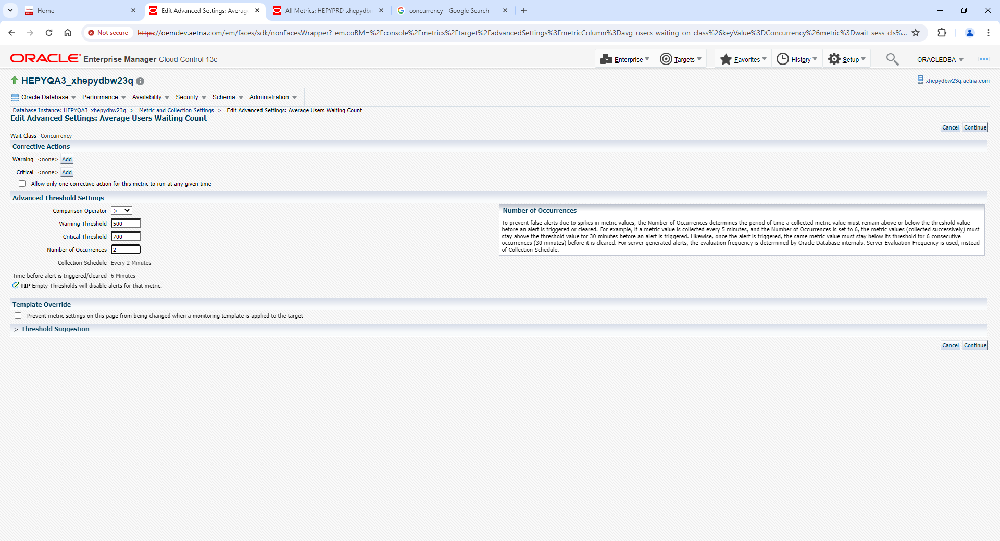 Home
Edit Advanced Settings: Averag
All Metrics: HEPYPRD_xhepydb
concurrency - Google Search
Not secure
https://oemdev.aetna.com/em/faces/sdk/nonFacesWrapper?_em.coBM=%2Fconsole%2Fmetrics%2Ftarget%2FadvancedSettings%3FmetricColumn%3Davg_users_waiting_on_class%26keyValue%3DConcurrency%26metric%3Dwait_sess_cls%...
ORACLE Enterprise Manager Cloud Control 13c
Enterprise Targets Favorites History Setup ORACLEDBA
HEPYQA3_xhepydbw23q
xhepydbw23q.aetna.com
Oracle Database Performance Availability Security Schema Administration
Database Instance: HEPYQA3_xhepydbw23q > Metric and Collection Settings > Edit Advanced Settings: Average Users Waiting Count
Edit Advanced Settings: Average Users Waiting Count
Cancel Continue
Wait Class Concurrency
Corrective Actions
Warning <none> Add
Critical <none> Add
Allow only one corrective action for this metric to run at any given time
Advanced Threshold Settings
Comparison Operator >
Warning Threshold 500
Critical Threshold 700
Number of Occurrences 2
Collection Schedule Every 2 Minutes
Time before alert is triggered/cleared 6 Minutes
TIP Empty Thresholds will disable alerts for that metric.
Number of Occurrences
To prevent false alerts due to spikes in metric values, the Number of Occurrences determines the period of time a collected metric value must remain above or below the threshold value
before an alert is triggered or cleared. For example, if a metric value is collected every 5 minutes, and the Number of Occurrences is set to 6, the metric values (collected successively) must
stay above the threshold value for 30 minutes before an alert is triggered. Likewise, once the alert is triggered, the same metric value must stay below its threshold for 6 consecutive
occurrences (30 minutes) before it is cleared. For server-generated alerts, the evaluation frequency is determined by Oracle Database internals. Server Evaluation Frequency is used, instead
of Collection Schedule.
Template Override
Prevent metric settings on this page from being changed when a monitoring template is applied to the target
Threshold Suggestion
Cancel Continue